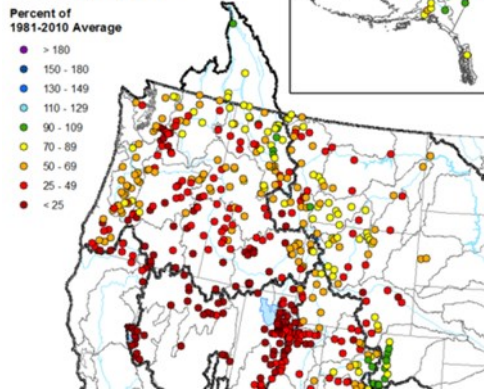 Percent of
1981-2010 Average
> 180
150 - 180
130 - 149
110 - 129
90 - 109
70 - 89
50 - 69
25 - 49
< 25